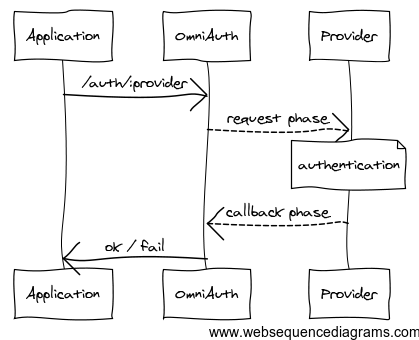 Application OmniAuth Provider
/auth/:provider
request phase
authentication
callback phase
ok / fail
Application OmniAuth Provider
www.websequencediagrams.com